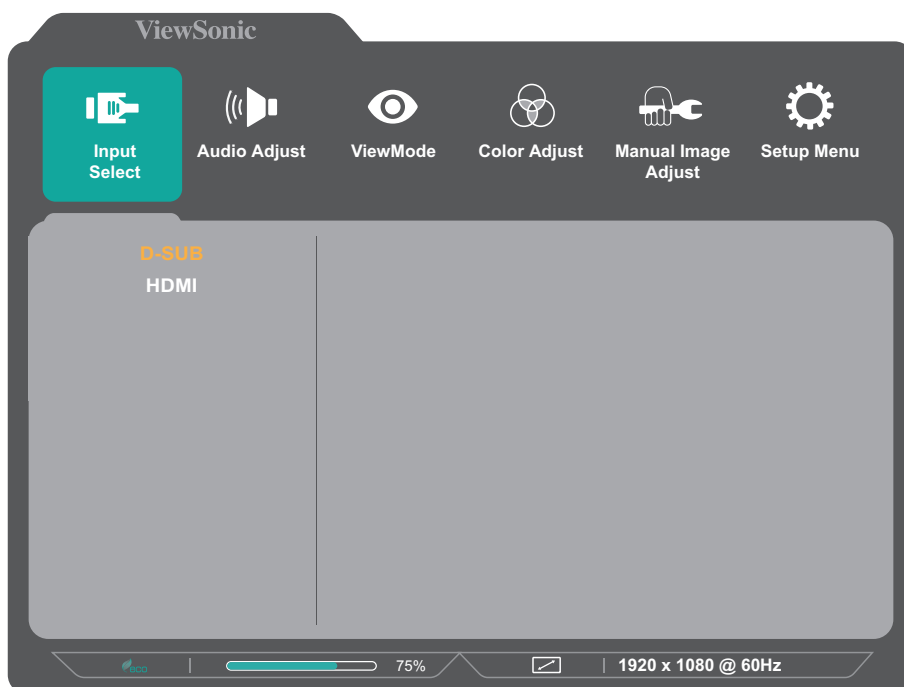 ViewSonic
Input
Select
Audio Adjust
ViewMode
Color Adjust
Manual Image
Adjust
Setup Menu
D-SUB
HDMI
eco
75%
1920 x 1080 @ 60Hz